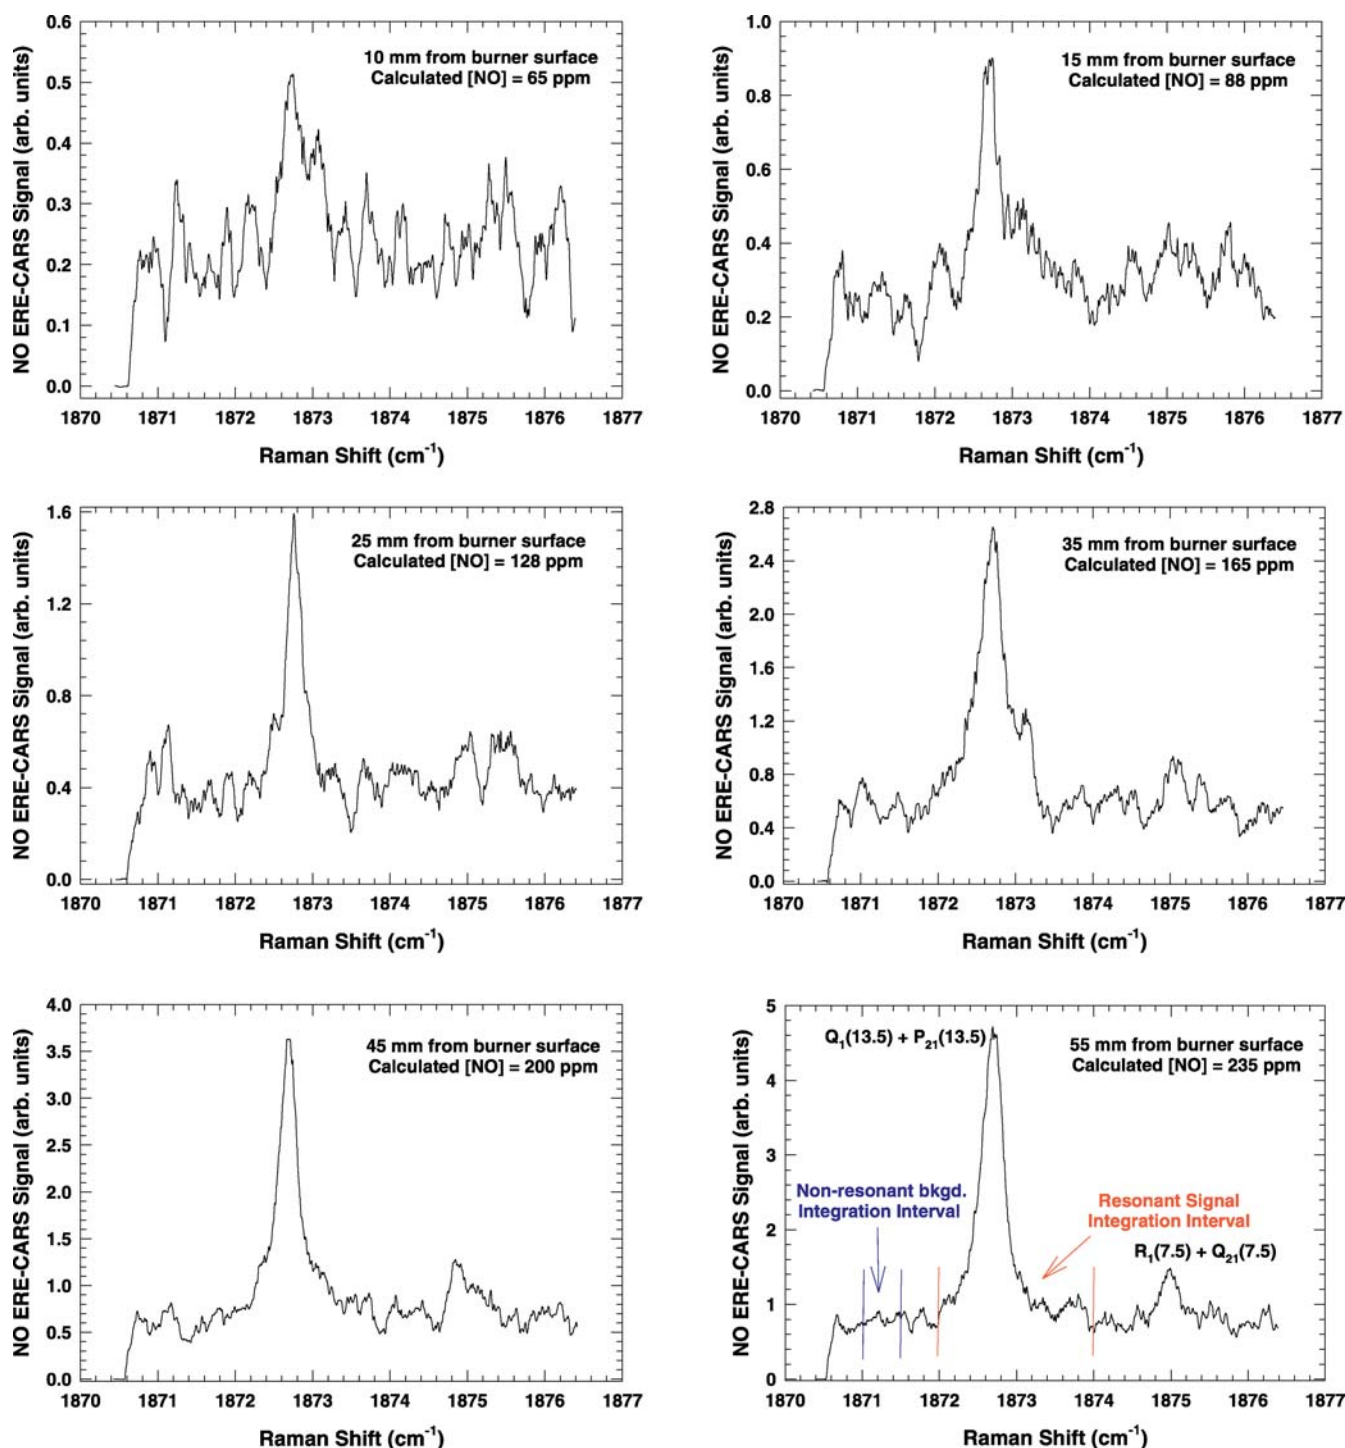 0.6
0.5
0.4
0.3
0.2
0.1
0.0
NO ERE-CARS Signal (arb. units)
10 mm from burner surface
Calculated [NO] = 65 ppm
1870 1871 1872 1873 1874 1875 1876 1877
Raman Shift (cm⁻¹)
1.0
0.8
0.6
0.4
0.2
0.0
NO ERE-CARS Signal (arb. units)
15 mm from burner surface
Calculated [NO] = 88 ppm
1870 1871 1872 1873 1874 1875 1876 1877
Raman Shift (cm⁻¹)
1.6
1.2
0.8
0.4
0.0
NO ERE-CARS Signal (arb. units)
25 mm from burner surface
Calculated [NO] = 128 ppm
1870 1871 1872 1873 1874 1875 1876 1877
Raman Shift (cm⁻¹)
2.8
2.4
2.0
1.6
1.2
0.8
0.4
0.0
NO ERE-CARS Signal (arb. units)
35 mm from burner surface
Calculated [NO] = 165 ppm
1870 1871 1872 1873 1874 1875 1876 1877
Raman Shift (cm⁻¹)
4.0
3.5
3.0
2.5
2.0
1.5
1.0
0.5
0.0
NO ERE-CARS Signal (arb. units)
45 mm from burner surface
Calculated [NO] = 200 ppm
1870 1871 1872 1873 1874 1875 1876 1877
Raman Shift (cm⁻¹)
5
4
3
2
1
0
NO ERE-CARS Signal (arb. units)
Q₁(13.5) + P₂₁(13.5)
55 mm from burner surface
Calculated [NO] = 235 ppm
Non-resonant bkgd.
Integration Interval
Resonant Signal
Integration Interval
R₁(7.5) + Q₂₁(7.5)
1870 1871 1872 1873 1874 1875 1876 1877
Raman Shift (cm⁻¹)